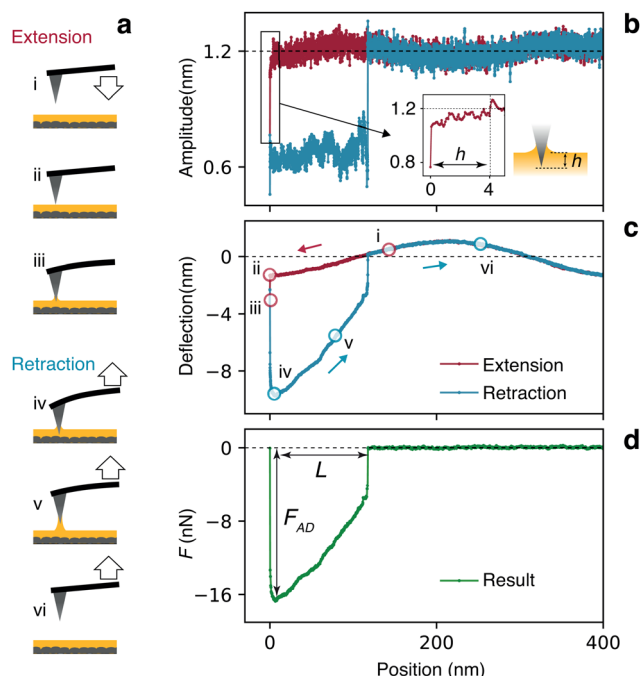 a
Extension
i
ii
iii
Retraction
iv
v
vi
b
Amplitude(nm)
1.2
0.6
1.2
0.8
h
0
4
h
c
Deflection(nm)
0
−4
−8
i
ii
iii
iv
v
vi
Extension
Retraction
d
F (nN)
0
−8
−16
L
F_AD
Result
0
200
400
Position (nm)